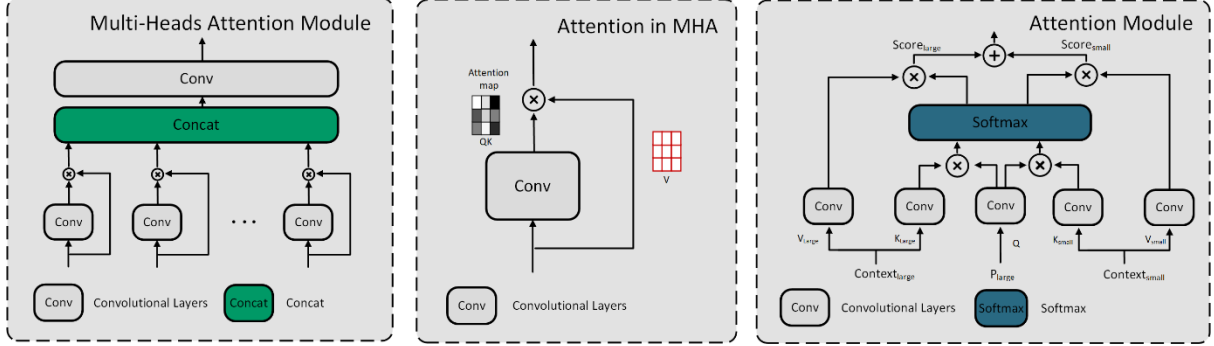 Multi-Heads Attention Module
Conv
Concat
Conv
Conv
...
Conv
Conv
Convolutional Layers
Concat
Concat
Attention in MHA
Attention
map
QK
V
Conv
Conv
Convolutional Layers
Attention Module
Score_large
Score_small
Softmax
Conv
Conv
Conv
Conv
Conv
V_Large
K_Large
Q
K_small
V_small
Context_large
P_large
Context_small
Conv
Convolutional Layers
Softmax
Softmax